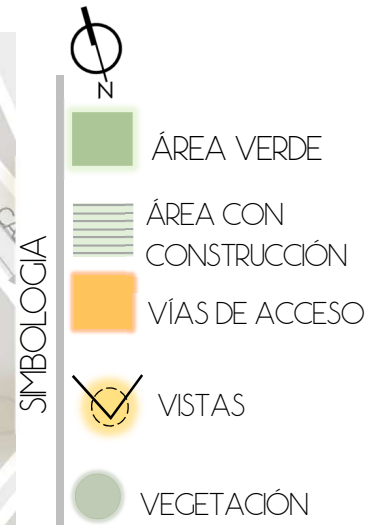 N
SIMBOLOGIA
ÁREA VERDE
ÁREA CON
CONSTRUCCIÓN
VÍAS DE ACCESO
VISTAS
VEGETACIÓN